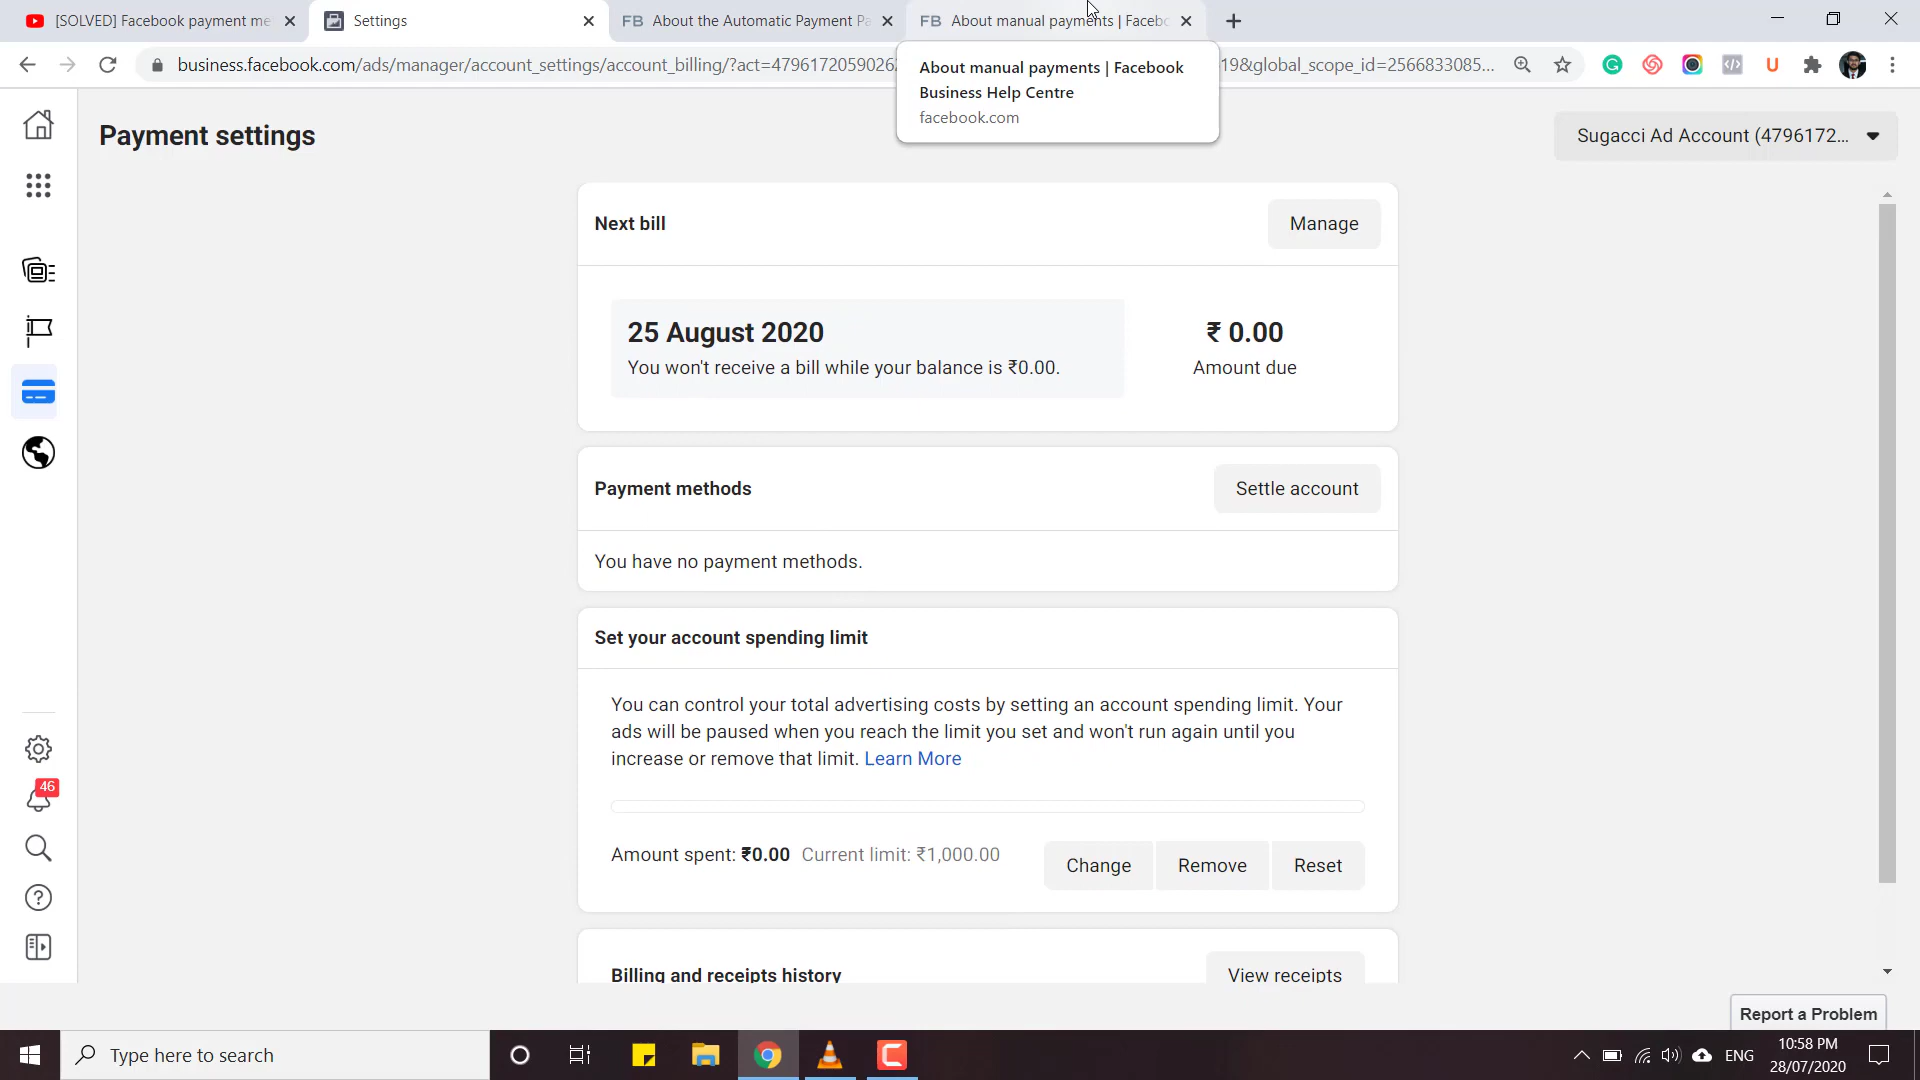 [SOLVED] Facebook payment me
Settings
FB About the Automatic Payment Pa
FB About manual payments | Facebo
business.facebook.com/ads/manager/account_settings/account_billing/?act=47961720590262
19&global_scope_id=2566833085...
About manual payments | Facebook
Business Help Centre
facebook.com
Payment settings
Sugacci Ad Account (4796172...
Next bill
Manage
25 August 2020
You won't receive a bill while your balance is ₹0.00.
₹ 0.00
Amount due
Payment methods
Settle account
You have no payment methods.
Set your account spending limit
You can control your total advertising costs by setting an account spending limit. Your
ads will be paused when you reach the limit you set and won't run again until you
increase or remove that limit. Learn More
Amount spent: ₹0.00 Current limit: ₹1,000.00
Change
Remove
Reset
46
Billing and receipts history
View receipts
Report a Problem
Type here to search
ENG
10:58 PM
28/07/2020